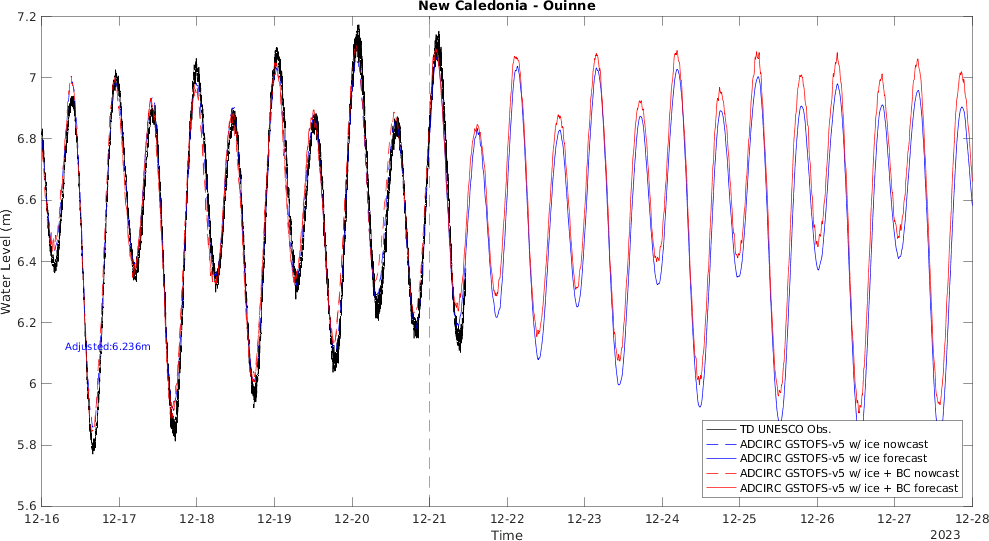 New Caledonia - Ouinne
7.2
7
6.8
6.6
6.4
6.2
6
5.8
5.6
Water Level (m)
Adjusted:6.236m
TD UNESCO Obs.
ADCIRC GSTOFS-v5 w/ ice nowcast
ADCIRC GSTOFS-v5 w/ ice forecast
ADCIRC GSTOFS-v5 w/ ice + BC nowcast
ADCIRC GSTOFS-v5 w/ ice + BC forecast
12-16 12-17 12-18 12-19 12-20 12-21 12-22 12-23 12-24 12-25 12-26 12-27 12-28
Time
2023